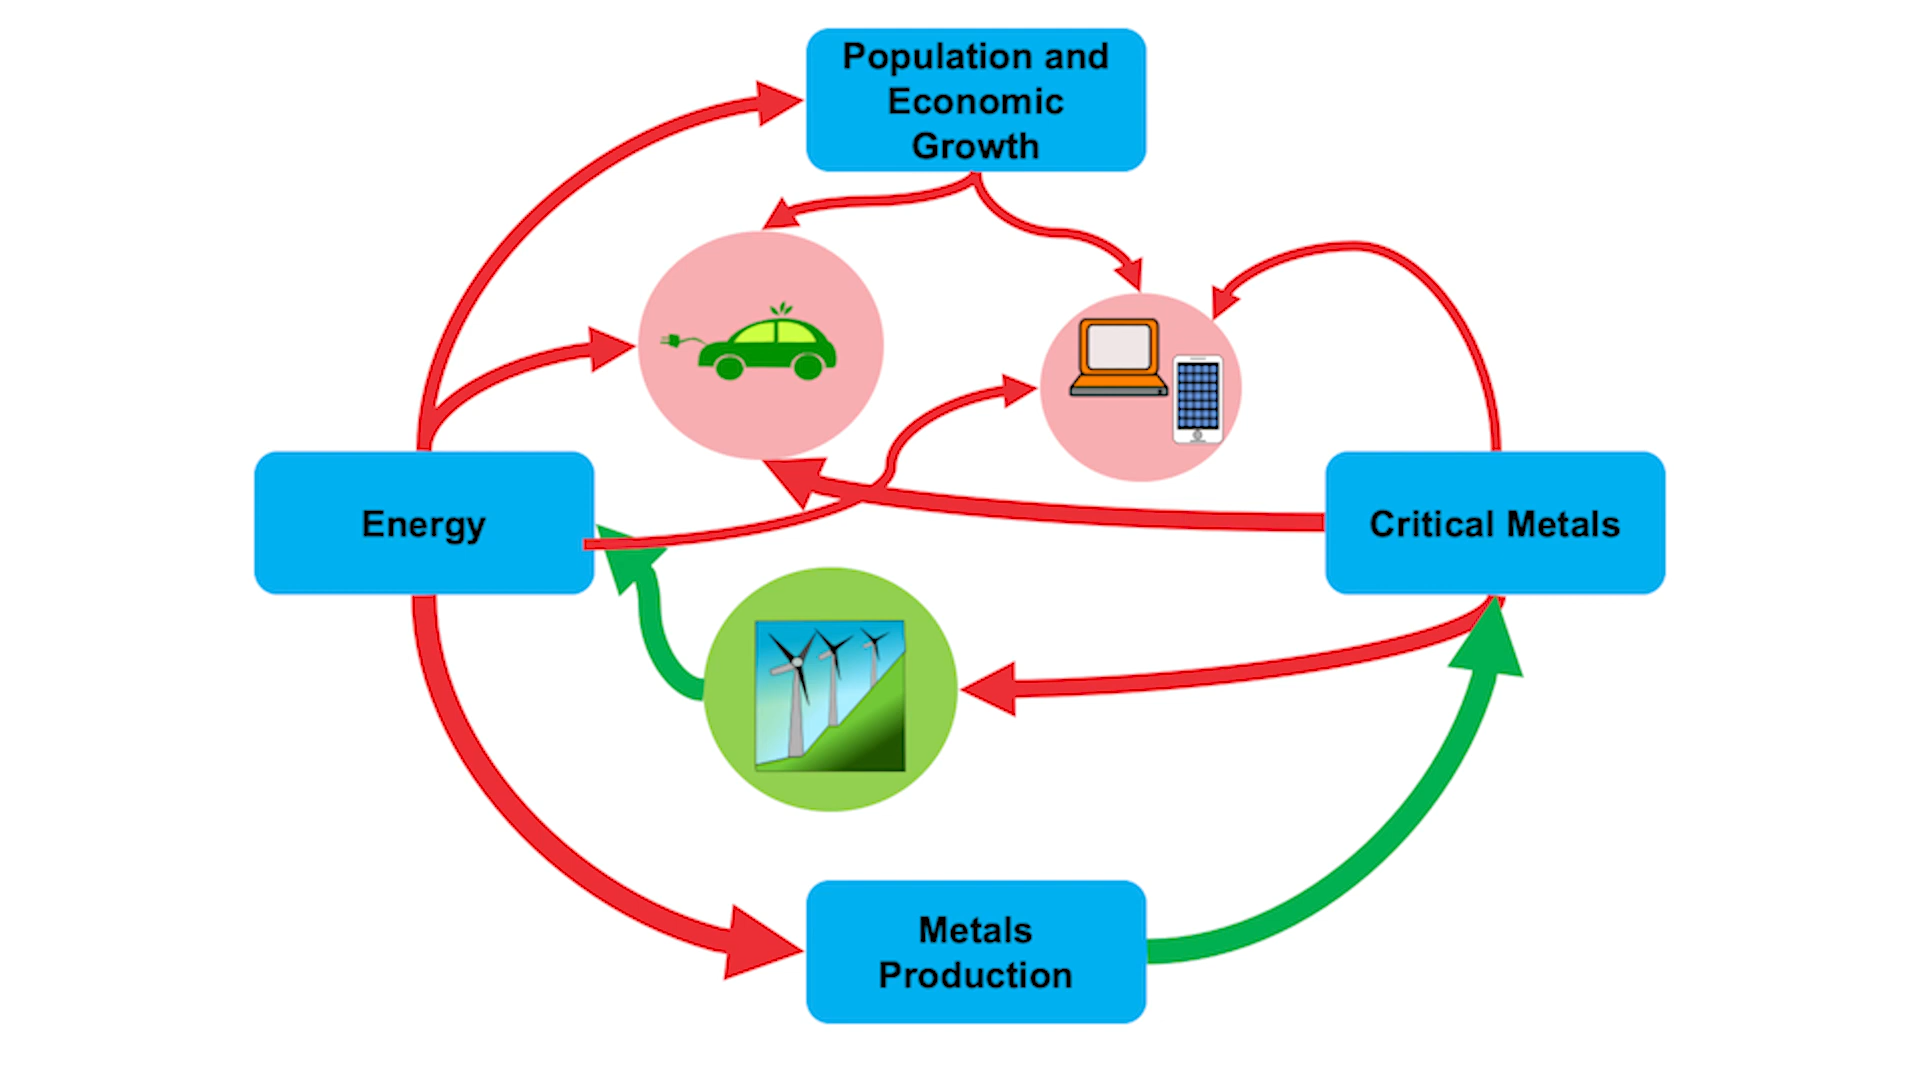 Population and
Economic
Growth
Energy
Critical Metals
Metals
Production